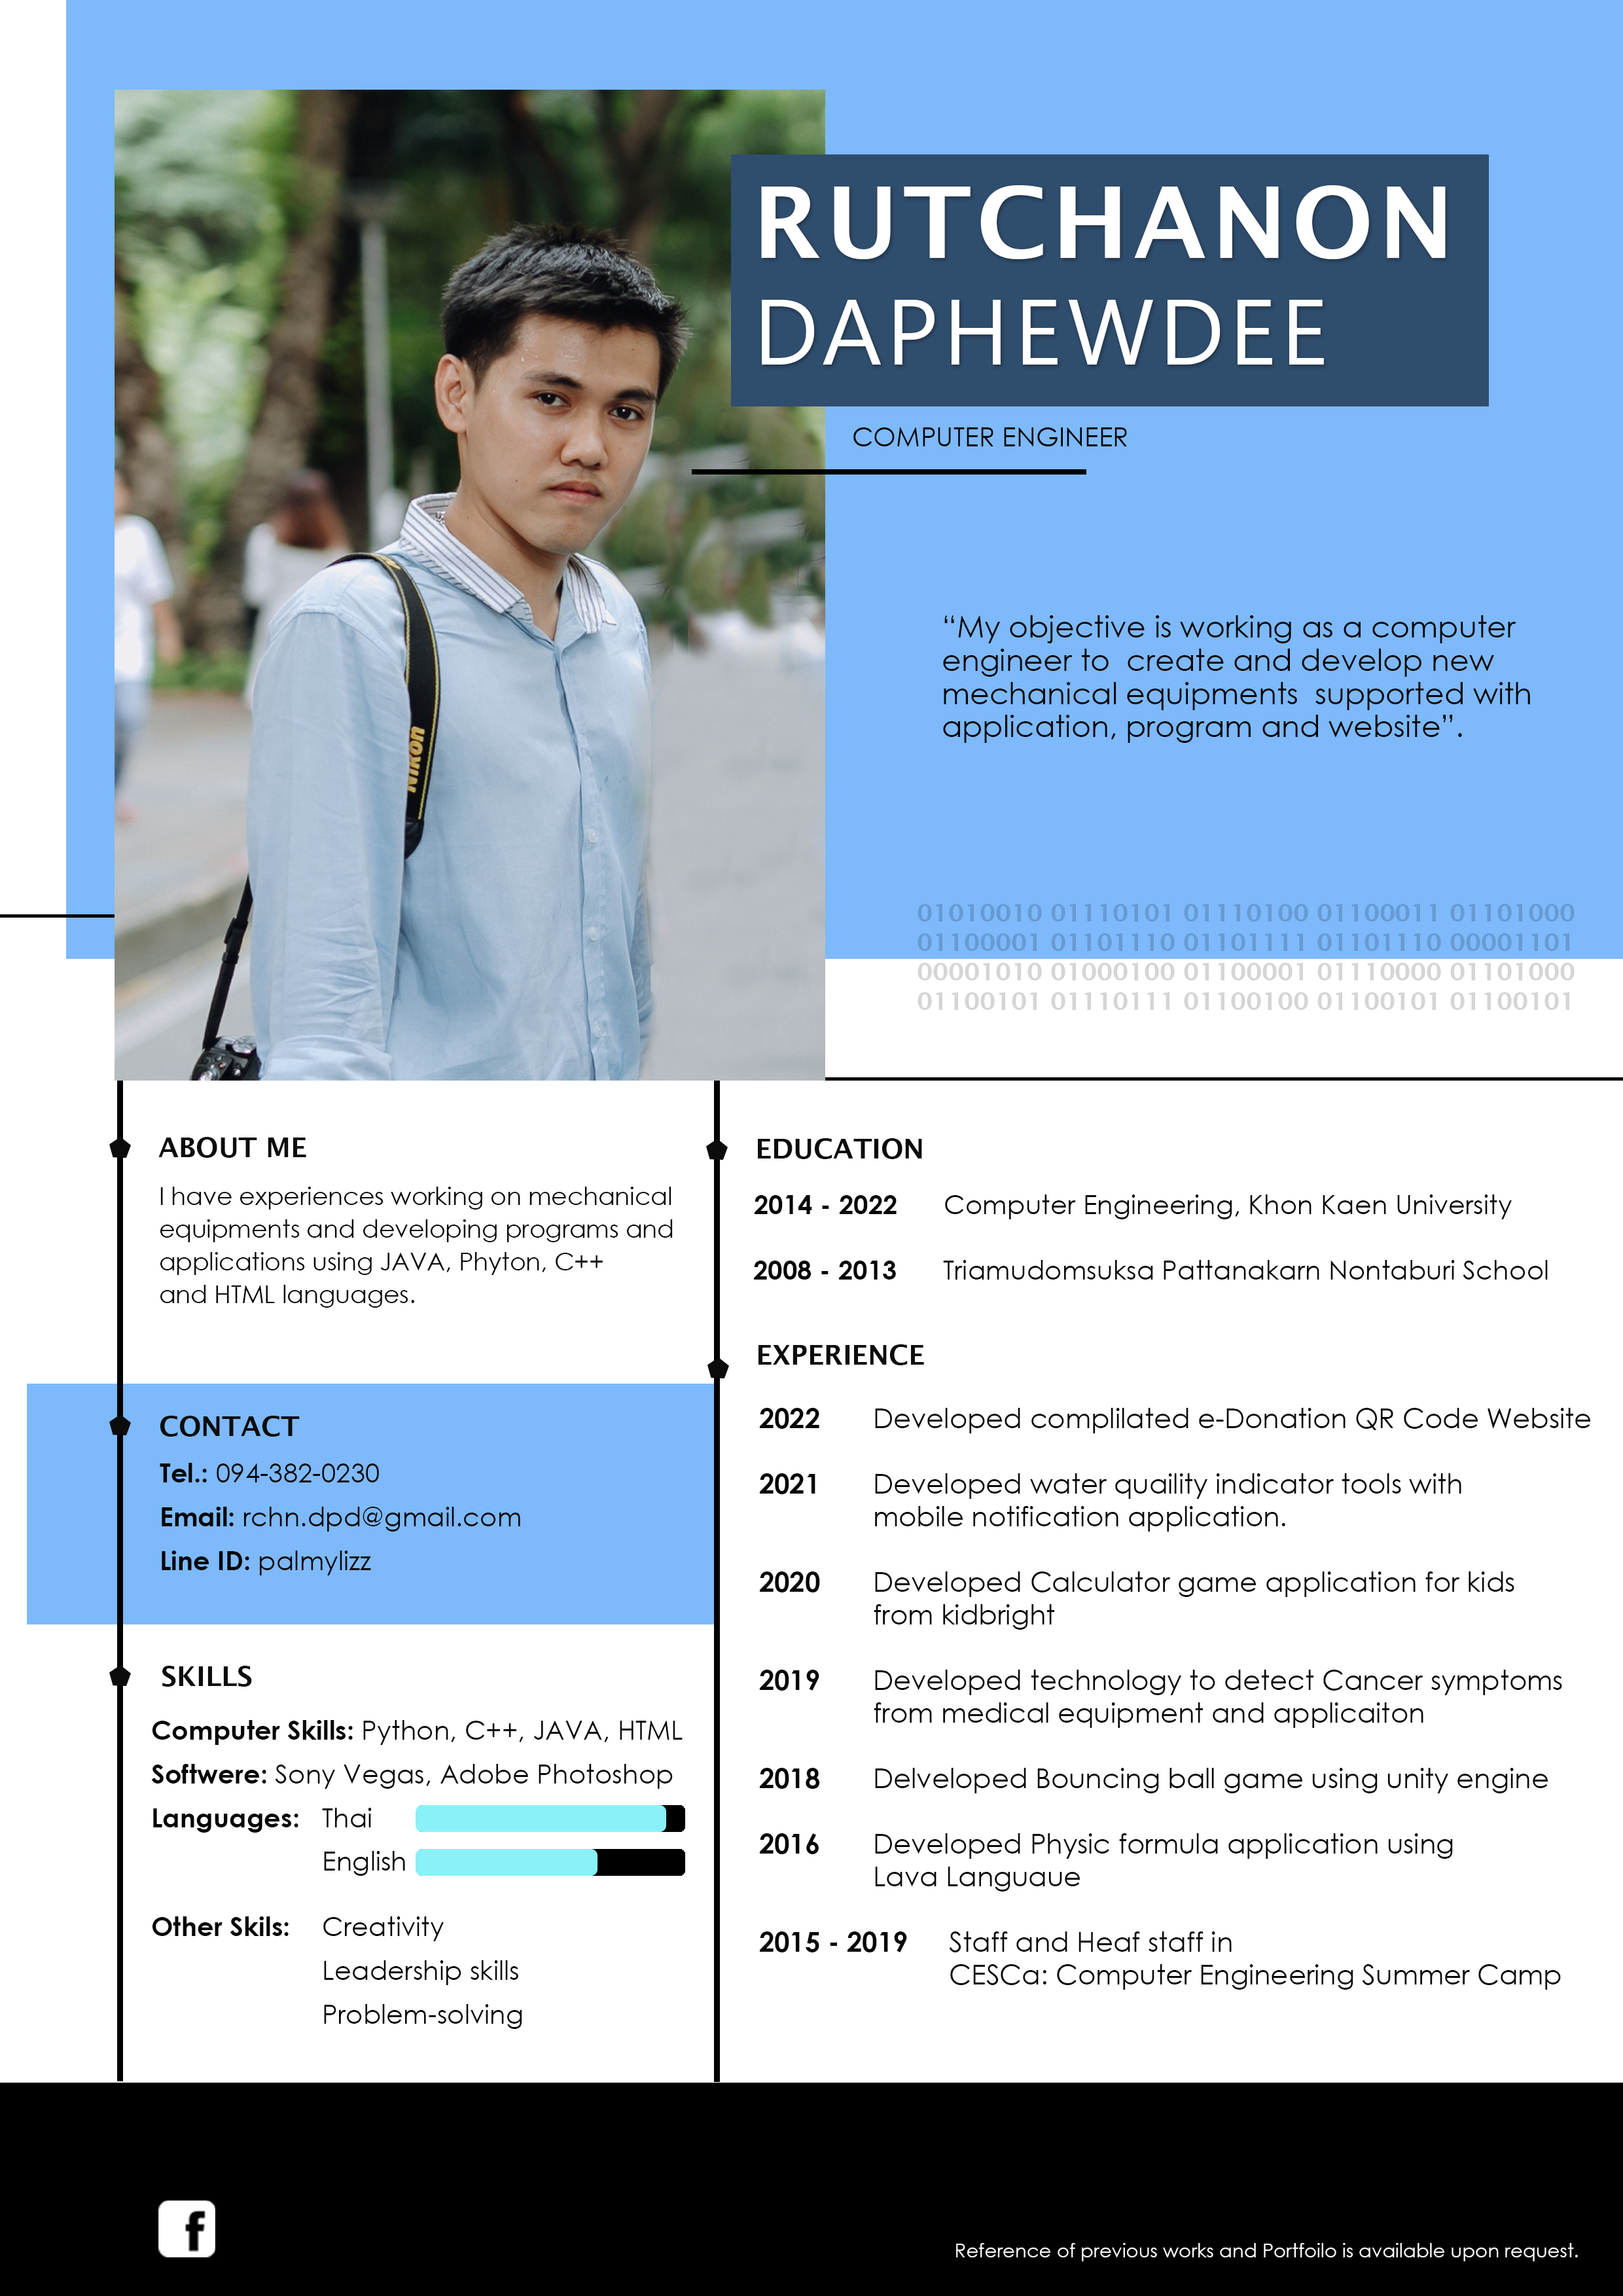 RUTCHANON
DAPHEWDEE
COMPUTER ENGINEER
“My objective is working as a computer
engineer to  create and develop new
mechanical equipments  supported with
application, program and website”.
Nikon
01010010 01110101 01110100 01100011 01101000
01100001 01101110 01101111 01101110 00001101
00001010 01000100 01100001 01110000 01101000
01100101 01110111 01100100 01100101 01100101
ABOUT ME
I have experiences working on mechanical
equipments and developing programs and
applications using JAVA, Phyton, C++
and HTML languages.
CONTACT
Tel.: 094-382-0230
Email: rchn.dpd@gmail.com
Line ID: palmylizz
SKILLS
Computer Skills: Python, C++, JAVA, HTML
Softwere: Sony Vegas, Adobe Photoshop
Languages: Thai
English
Other Skils: Creativity
Leadership skills
Problem-solving
EDUCATION
2014 - 2022 Computer Engineering, Khon Kaen University
2008 - 2013 Triamudomsuksa Pattanakarn Nontaburi School
EXPERIENCE
2022 Developed complilated e-Donation QR Code Website
2021 Developed water quaility indicator tools with
mobile notification application.
2020 Developed Calculator game application for kids
from kidbright
2019 Developed technology to detect Cancer symptoms
from medical equipment and applicaiton
2018 Delveloped Bouncing ball game using unity engine
2016 Developed Physic formula application using
Lava Languaue
2015 - 2019 Staff and Heaf staff in
CESCa: Computer Engineering Summer Camp
f
Reference of previous works and Portfoilo is available upon request.